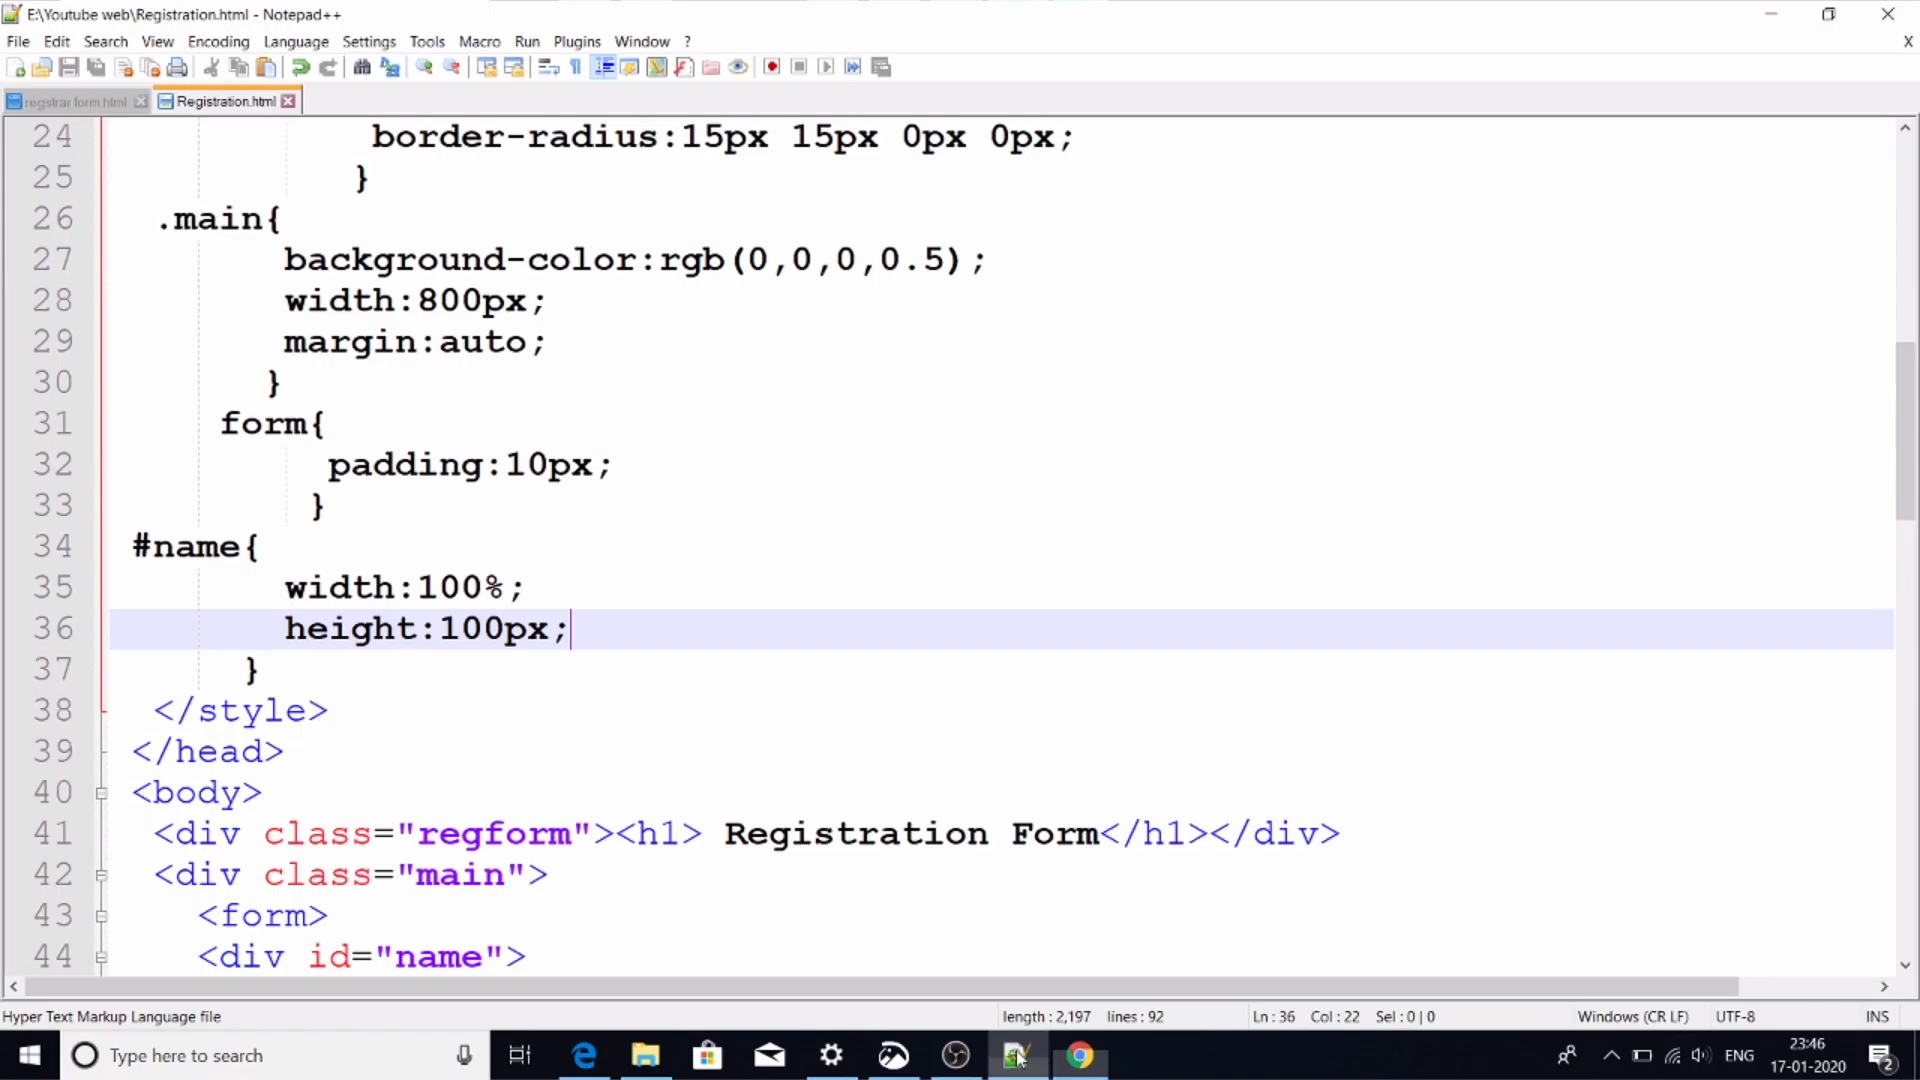 E:\Youtube web\Registration.html - Notepad++
File Edit Search View Encoding Language Settings Tools Macro Run Plugins Window ? X
registrar form.html Registration.html
24 border-radius:15px 15px 0px 0px;
25 }
26 .main{
27 background-color:rgb(0,0,0,0.5);
28 width:800px;
29 margin:auto;
30 }
31 form{
32 padding:10px;
33 }
34 #name{
35 width:100%;
36 height:100px;
37 }
38 </style>
39 </head>
40 <body>
41 <div class="regform"><h1> Registration Form</h1></div>
42 <div class="main">
43 <form>
44 <div id="name">
Hyper Text Markup Language file length : 2,197 lines : 92 Ln : 36 Col : 22 Sel : 0 | 0 Windows (CR LF) UTF-8 INS
Type here to search ENG 23:46
17-01-2020 2